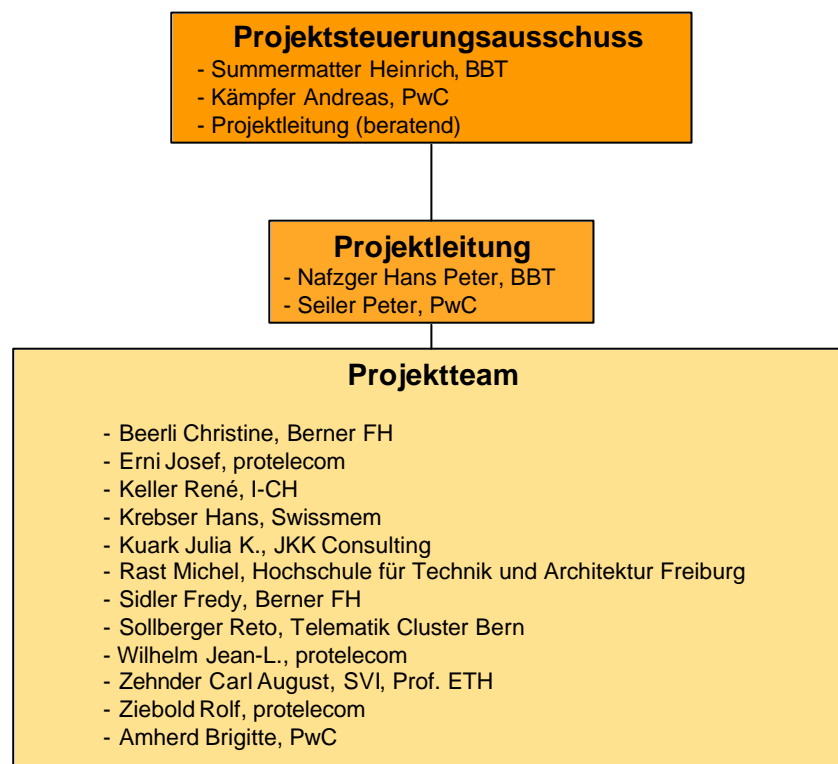 Projektsteuerungsausschuss
- Summermatter Heinrich, BBT
- Kämpfer Andreas, PwC
- Projektleitung (beratend)
Projektleitung
- Nafzger Hans Peter, BBT
- Seiler Peter, PwC
Projektteam
- Beerli Christine, Berner FH
- Erni Josef, protelecom
- Keller René, I-CH
- Krebser Hans, Swissmem
- Kuark Julia K., JKK Consulting
- Rast Michel, Hochschule für Technik und Architektur Freiburg
- Sidler Fredy, Berner FH
- Sollberger Reto, Telematik Cluster Bern
- Wilhelm Jean-L., protelecom
- Zehnder Carl August, SVI, Prof. ETH
- Ziebold Rolf, protelecom
- Amherd Brigitte, PwC